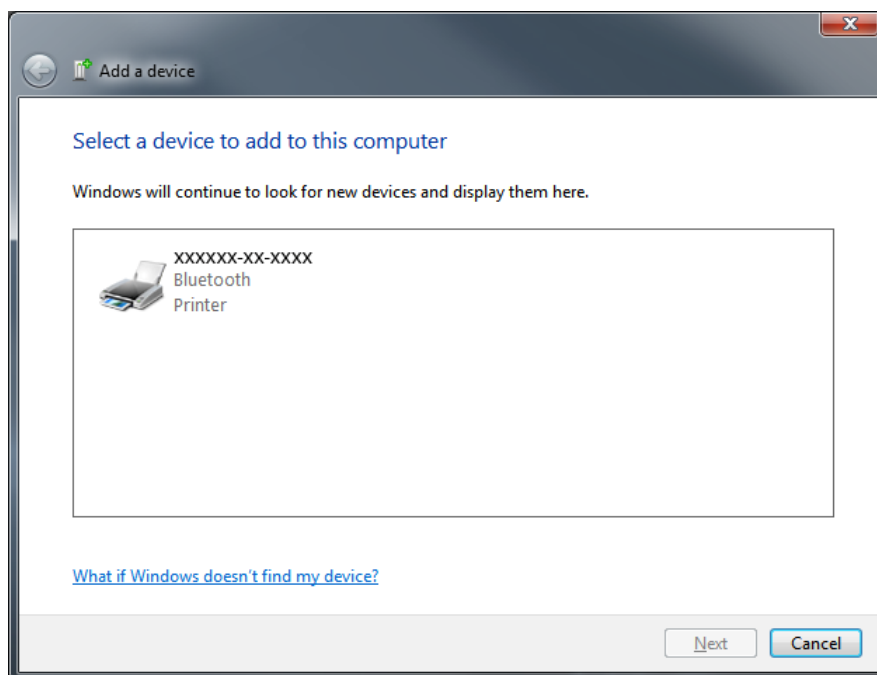 Add a device
Select a device to add to this computer
Windows will continue to look for new devices and display them here.
XXXXXX-XX-XXXX
Bluetooth
Printer
What if Windows doesn't find my device?
Next
Cancel